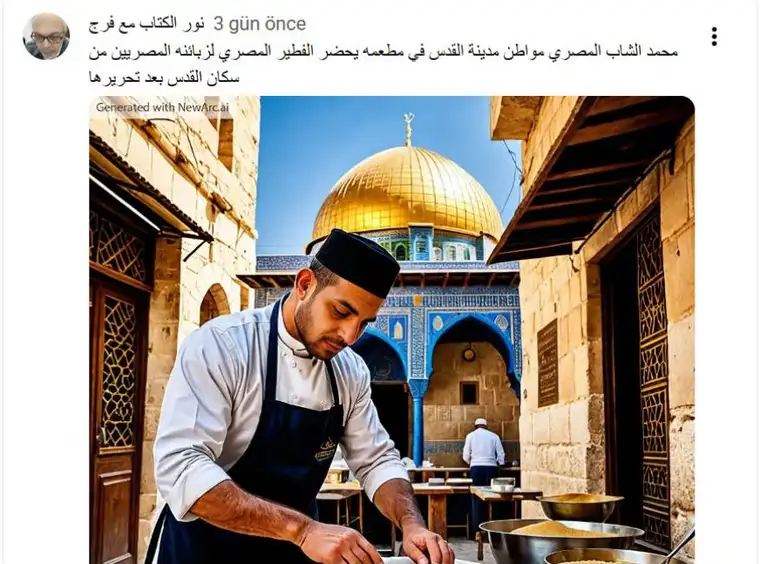 نور الكتاب مع فرج 3 gün önce
محمد الشاب المصري مواطن مدينة القدس في مطعمه يحضر الفطير المصري لزبائنه المصريين من
سكان القدس بعد تحريرها
Generated with NewArc.ai